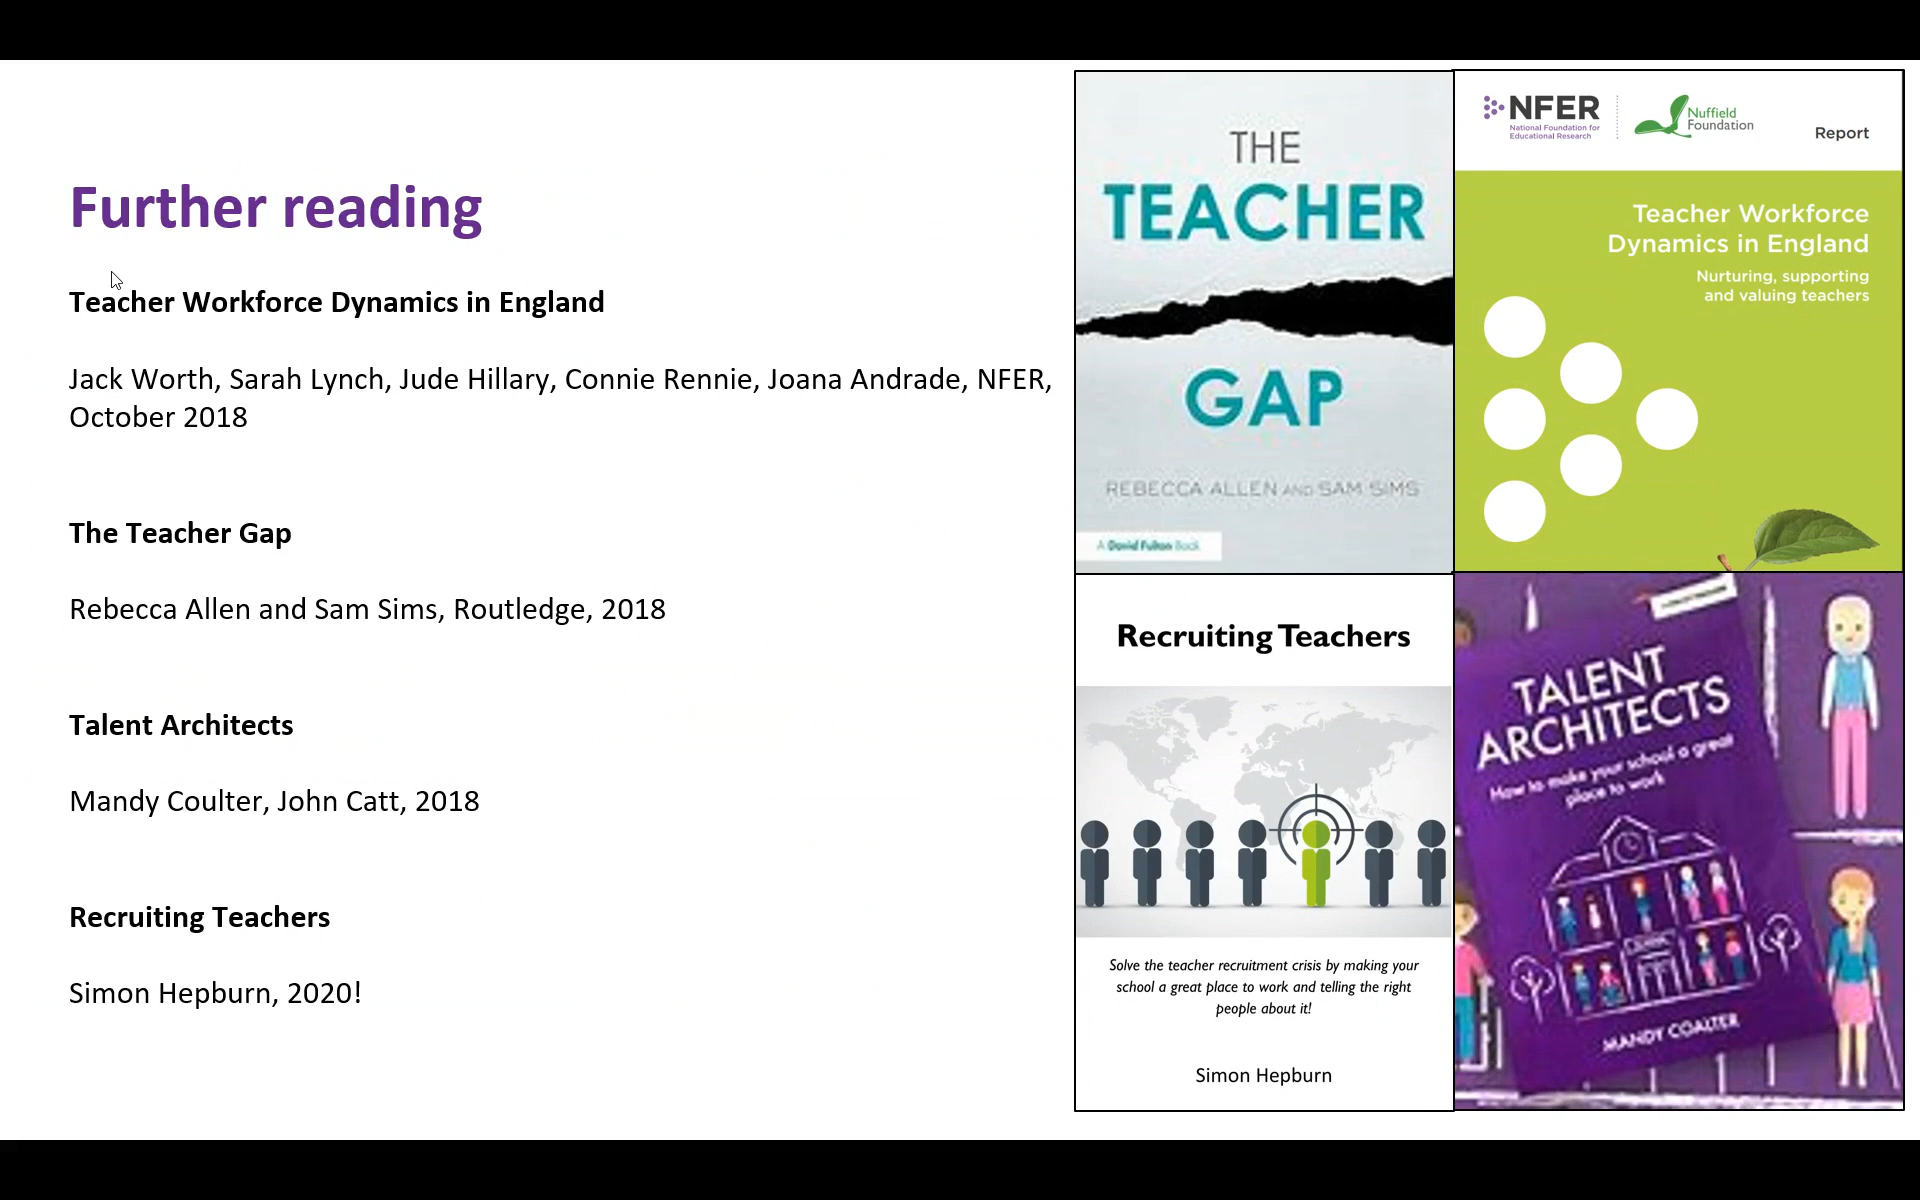 Further reading
Teacher Workforce Dynamics in England
Jack Worth, Sarah Lynch, Jude Hillary, Connie Rennie, Joana Andrade, NFER,
October 2018
The Teacher Gap
Rebecca Allen and Sam Sims, Routledge, 2018
Talent Architects
Mandy Coulter, John Catt, 2018
Recruiting Teachers
Simon Hepburn, 2020!
THE
TEACHER
GAP
REBECCA ALLEN AND SAM SIMS
A David Fulton Book
NFER
National Foundation for
Educational Research
Nuffield
Foundation
Report
Teacher Workforce
Dynamics in England
Nurturing, supporting
and valuing teachers
Recruiting Teachers
Solve the teacher recruitment crisis by making your
school a great place to work and telling the right
people about it!
Simon Hepburn
TALENT
ARCHITECTS
How to make your school a great
place to work
MANDY COALTER